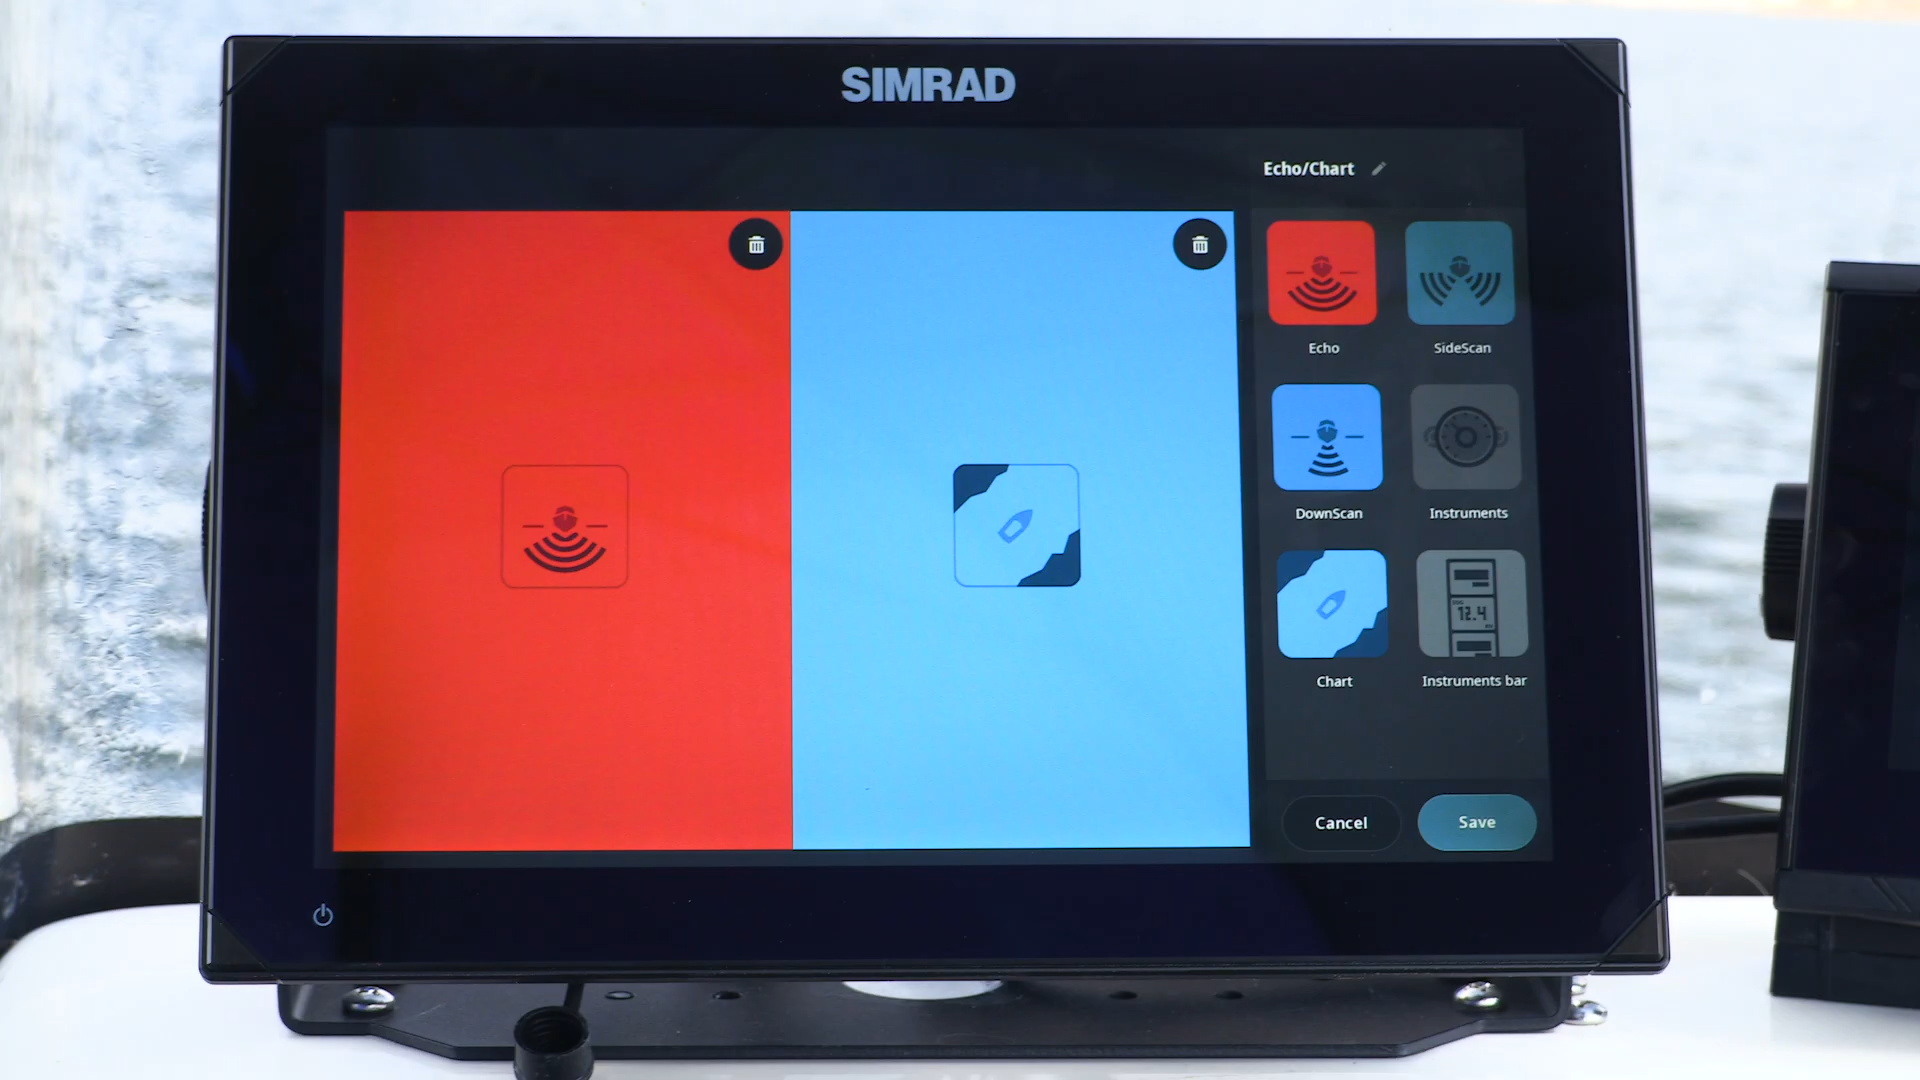 SIMRAD
Echo/Chart
Echo
SideScan
DownScan
Instruments
12.4
Chart
Instruments bar
Cancel
Save